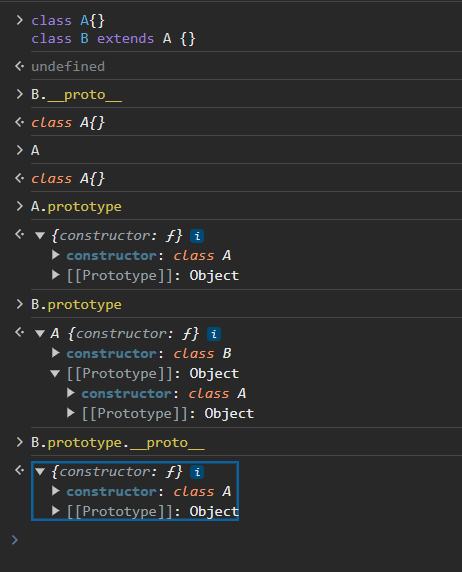 class A{}
class B extends A {}
undefined
B.__proto__
class A{}
A
class A{}
A.prototype
{constructor: ƒ} i
constructor: class A
[[Prototype]]: Object
B.prototype
A {constructor: ƒ} i
constructor: class B
[[Prototype]]: Object
constructor: class A
[[Prototype]]: Object
B.prototype.__proto__
{constructor: ƒ} i
constructor: class A
[[Prototype]]: Object